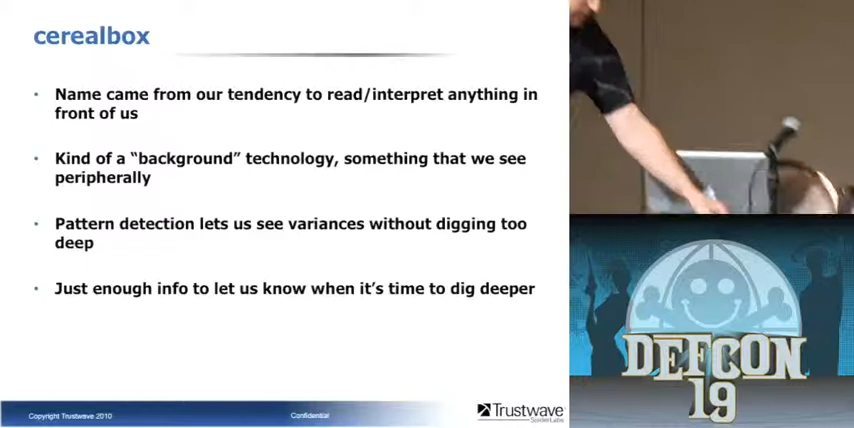 cerealbox
• Name came from our tendency to read/interpret anything in
front of us
• Kind of a “background” technology, something that we see
peripherally
• Pattern detection lets us see variances without digging too
deep
• Just enough info to let us know when it’s time to dig deeper
Copyright Trustwave 2010
Confidential
Trustwave
SpiderLabs
DEFCON
19